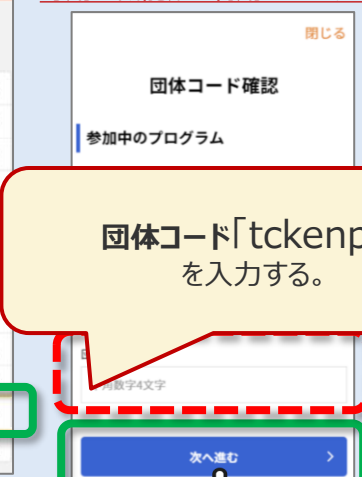 閉じる
団体コード確認
参加中のプログラム
団体コード「tckenp
を入力する。
数字4文字
次へ進む